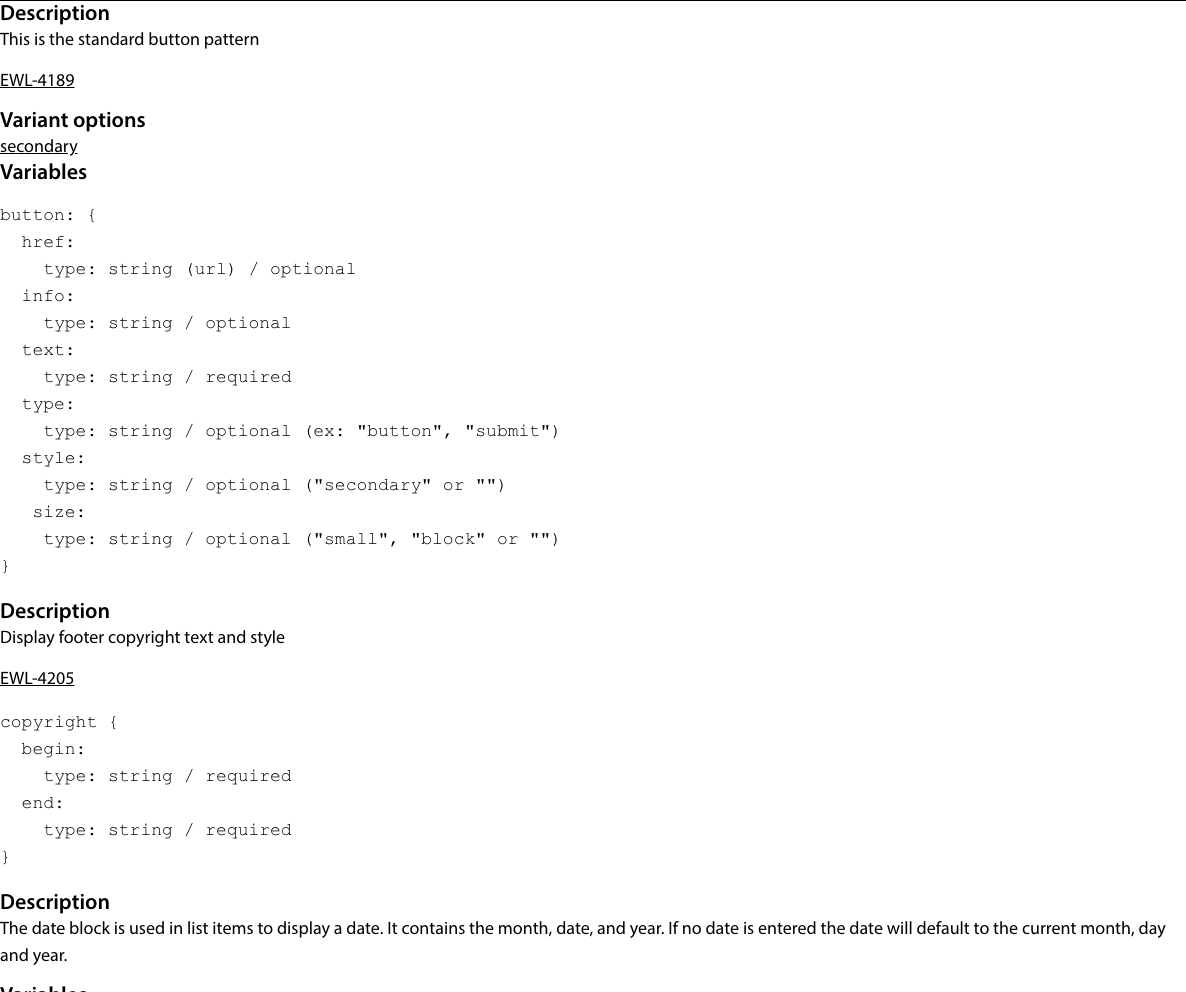 Description
This is the standard button pattern
EWL-4189
Variant options
secondary
Variables
button: {
  href:
    type: string (url) / optional
  info:
    type: string / optional
  text:
    type: string / required
  type:
    type: string / optional (ex: "button", "submit")
  style:
    type: string / optional ("secondary" or "")
   size:
    type: string / optional ("small", "block" or "")
}
Description
Display footer copyright text and style
EWL-4205
copyright {
  begin:
    type: string / required
  end:
    type: string / required
}
Description
The date block is used in list items to display a date. It contains the month, date, and year. If no date is entered the date will default to the current month, day
and year.
Variables